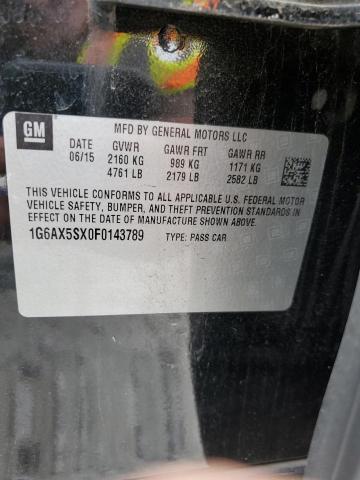 GM
MFD BY GENERAL MOTORS LLC
DATE GVWR GAWR FRT GAWR RR
06/15 2160 KG 989 KG 1171 KG
4761 LB 2179 LB 2582 LB
THIS VEHICLE CONFORMS TO ALL APPLICABLE U.S. FEDERAL MOTOR
VEHICLE SAFETY, BUMPER, AND THEFT PREVENTION STANDARDS IN
EFFECT ON THE DATE OF MANUFACTURE SHOWN ABOVE.
1G6AX5SX0F0143789 TYPE: PASS CAR